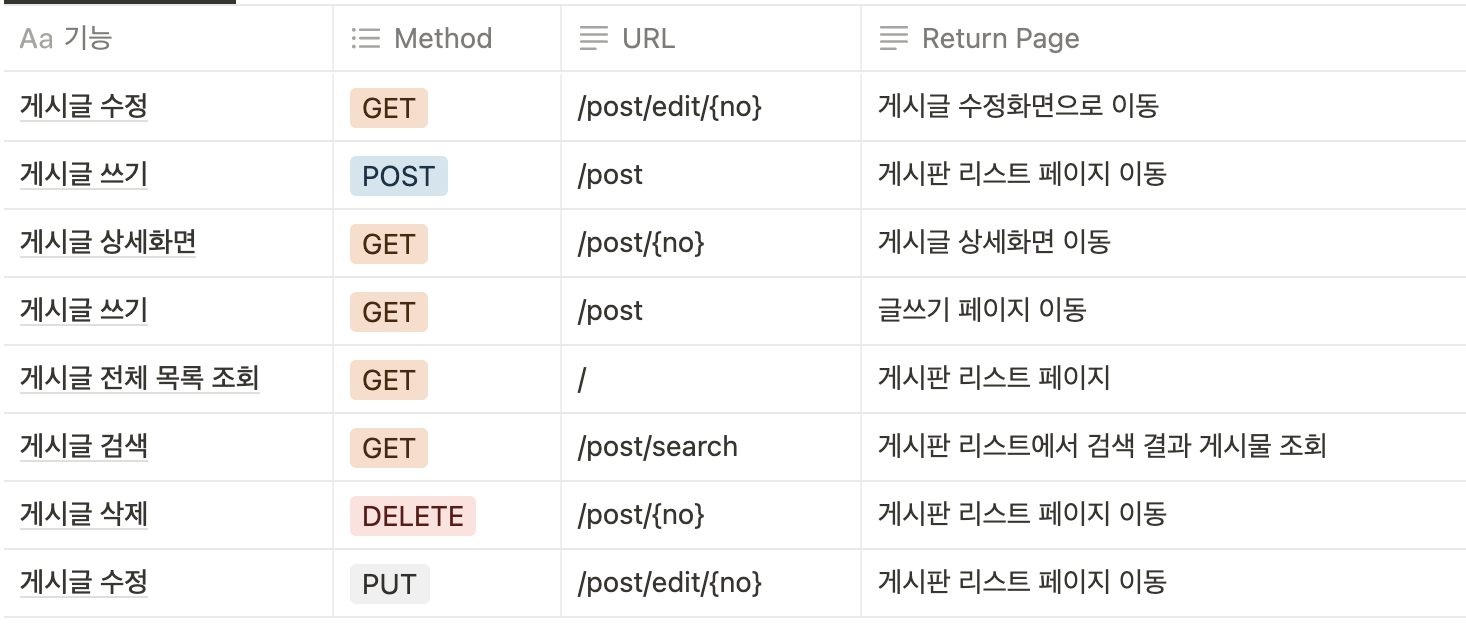 Aa 기능 Method URL Return Page
게시글 수정 GET /post/edit/{no} 게시글 수정화면으로 이동
게시글 쓰기 POST /post 게시판 리스트 페이지 이동
게시글 상세화면 GET /post/{no} 게시글 상세화면 이동
게시글 쓰기 GET /post 글쓰기 페이지 이동
게시글 전체 목록 조회 GET / 게시판 리스트 페이지
게시글 검색 GET /post/search 게시판 리스트에서 검색 결과 게시물 조회
게시글 삭제 DELETE /post/{no} 게시판 리스트 페이지 이동
게시글 수정 PUT /post/edit/{no} 게시판 리스트 페이지 이동